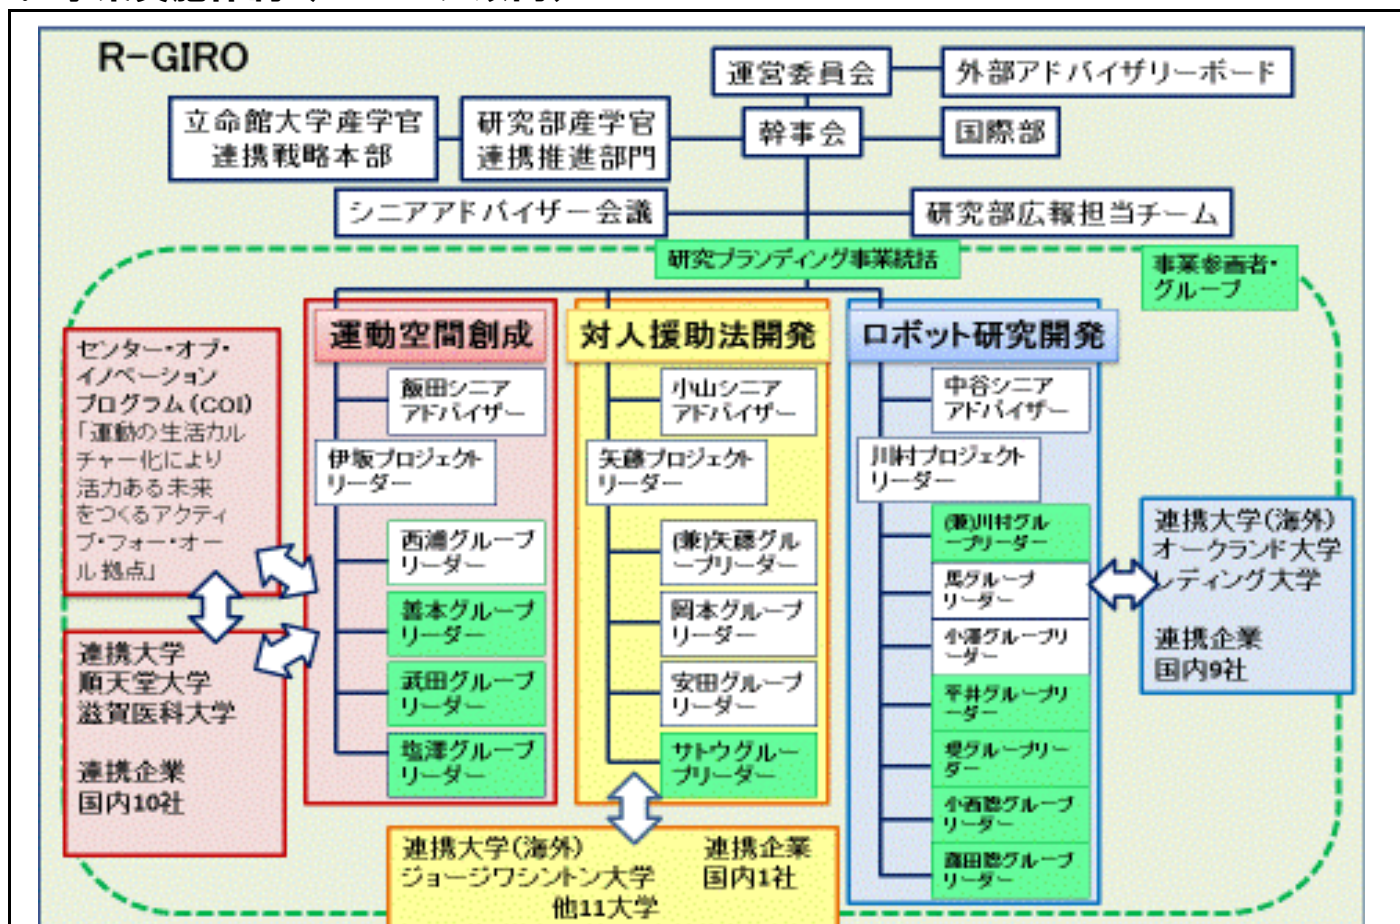 R-GIRO
運営委員会
外部アドバイザリーボード
立命館大学産学官
連携戦略本部
研究部産学官
連携推進部門
幹事会
国際部
シニアアドバイザー会議
研究部広報担当チーム
研究ブランディング事業統括
事業参画者・
グループ
センター・オブ・
イノベーション
プログラム(COI)
「運動の生活カル
チャー化により
活力ある未来
をつくるアクティ
ブ・フォー・オー
ル拠点」
連携大学
順天堂大学
滋賀医科大学
連携企業
国内10社
運動空間創成
飯田シニア
アドバイザー
伊坂プロジェクト
リーダー
西浦グループ
リーダー
善本グループ
リーダー
武田グループ
リーダー
塩澤グループ
リーダー
対人援助法開発
小山シニア
アドバイザー
矢藤プロジェクト
リーダー
(兼)矢藤グル
ープリーダー
岡本グループ
リーダー
安田グループ
リーダー
サトウグルー
プリーダー
連携大学(海外)
ジョージワシントン大学
他11大学
連携企業
国内1社
ロボット研究開発
中谷シニア
アドバイザー
川村プロジェクト
リーダー
(兼)川村グル
ープリーダー
馬グループ
リーダー
小澤グループリ
ーダー
平井グループリ
ーダー
グループリー
ダー
小西聡グループ
リーダー
グループ
リーダー
連携大学(海外)
オークランド大学
レディング大学
連携企業
国内9社